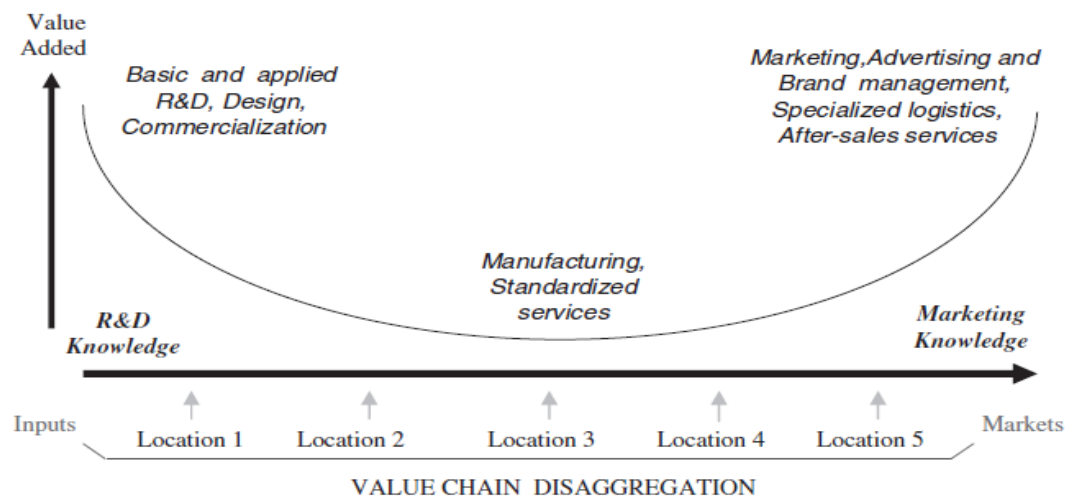 Value
Added
Basic and applied
R&D, Design,
Commercialization
Marketing,Advertising and
Brand management,
Specialized logistics,
After-sales services
Manufacturing,
Standardized
services
R&D
Knowledge
Marketing
Knowledge
Inputs
Location 1
Location 2
Location 3
Location 4
Location 5
Markets
VALUE CHAIN DISAGGREGATION